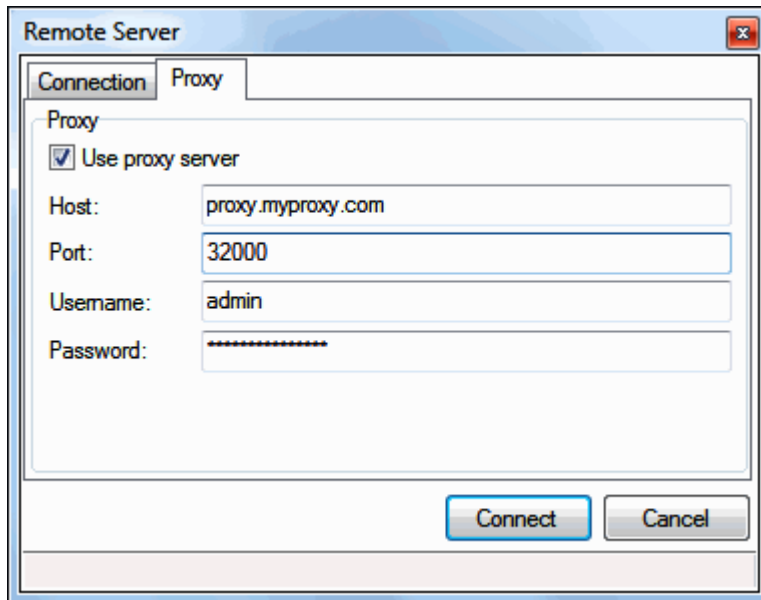 Remote Server
Connection Proxy
Proxy
Use proxy server
Host: proxy.myproxy.com
Port: 32000
Username: admin
Password: ***************
Connect Cancel